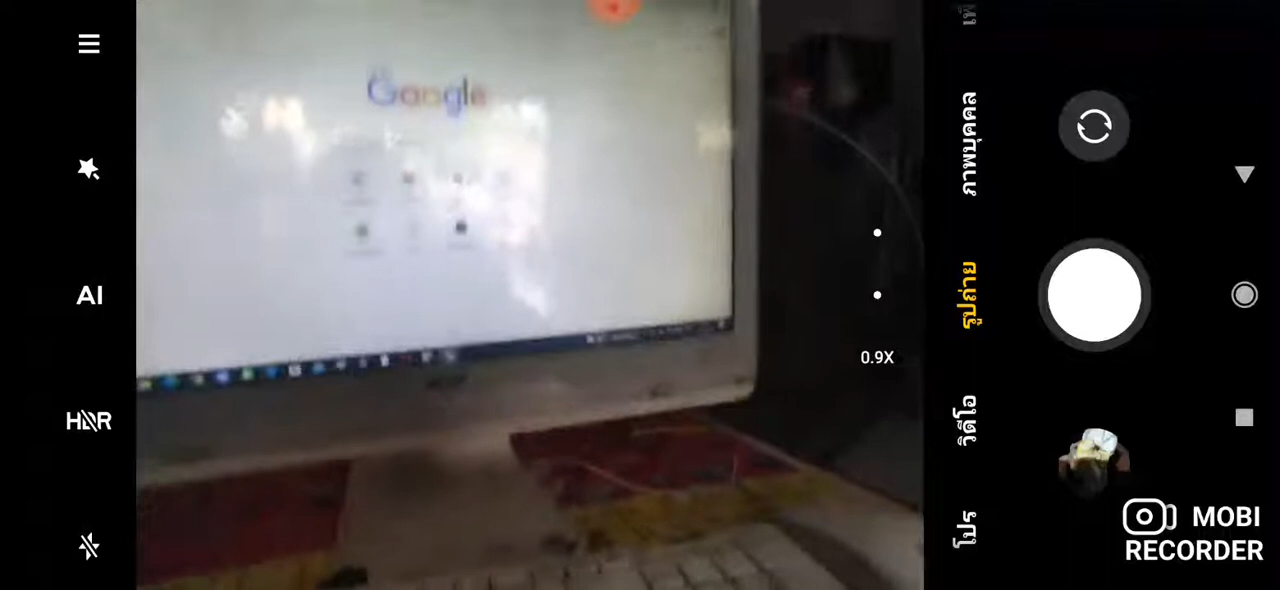 Google
AI
HDR
0.9X
ภาพบุคคล
รูปถ่าย
วิดีโอ
โปร
MOBI
RECORDER